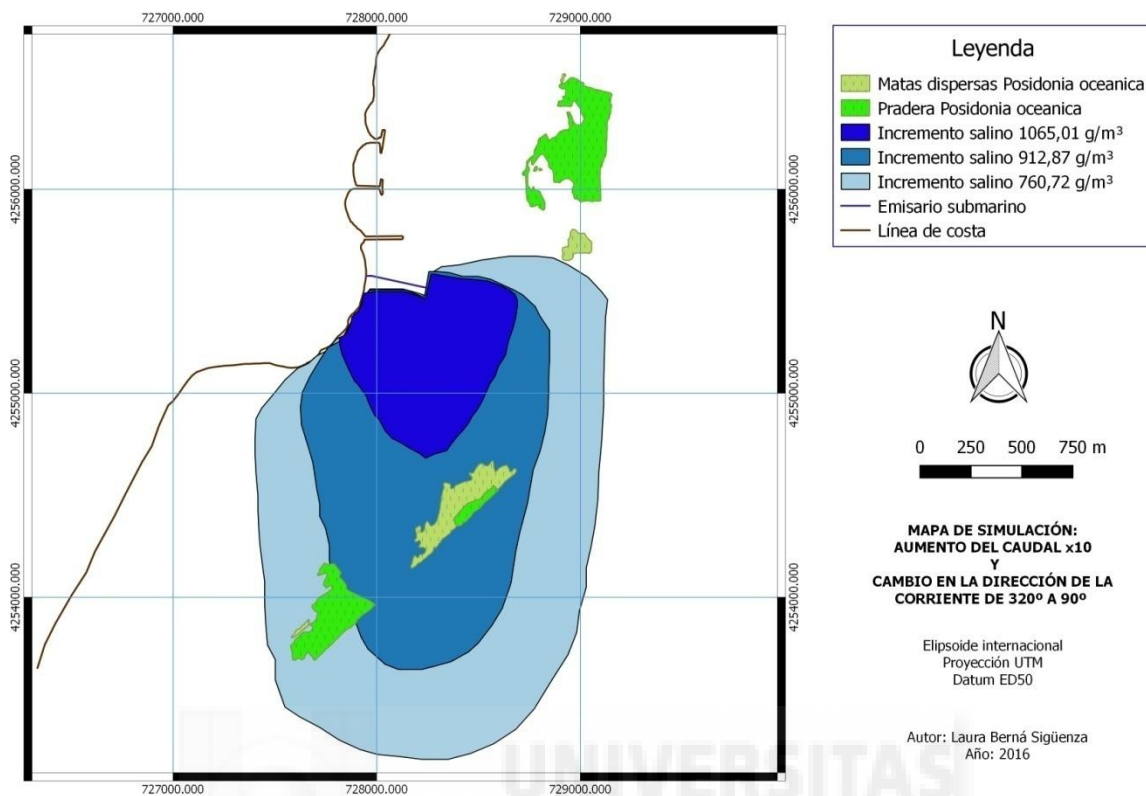 727000.000 728000.000 729000.000
4256000.000 4256000.000
4255000.000 4255000.000
4254000.000 4254000.000
727000.000 728000.000 729000.000
Leyenda
Matas dispersas Posidonia oceanica
Pradera Posidonia oceanica
Incremento salino 1065,01 g/m³
Incremento salino 912,87 g/m³
Incremento salino 760,72 g/m³
Emisario submarino
Línea de costa
N
0 250 500 750 m
MAPA DE SIMULACIÓN:
AUMENTO DEL CAUDAL x10
Y
CAMBIO EN LA DIRECCIÓN DE LA
CORRIENTE DE 320º A 90º
Elipsoide internacional
Proyección UTM
Datum ED50
Autor: Laura Berná Sigüenza
Año: 2016
UNIVERSITAS